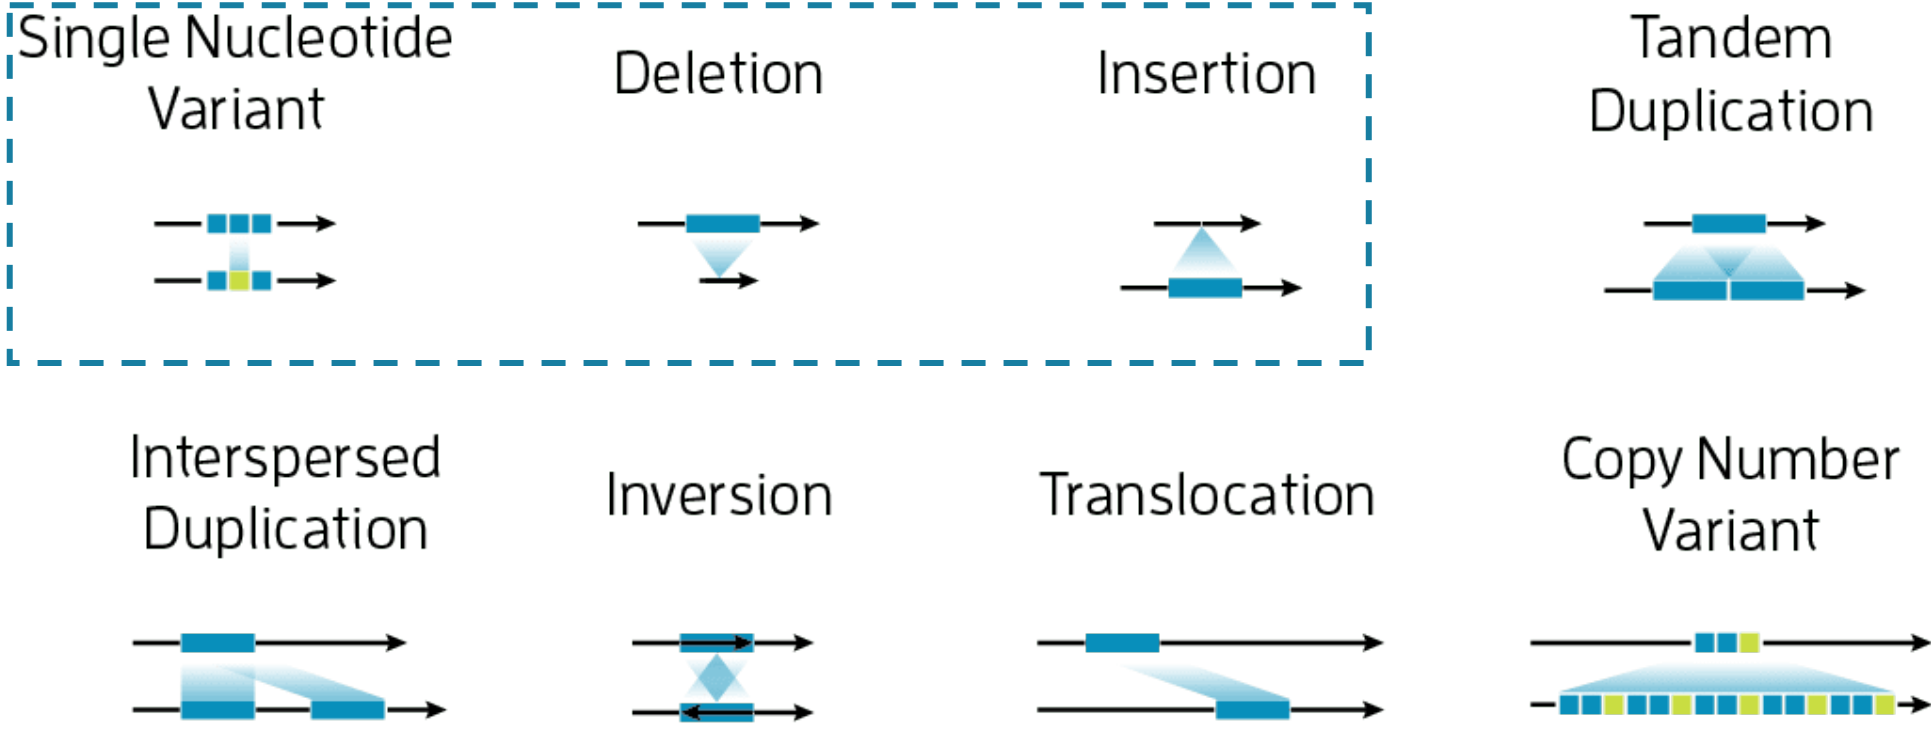 Single Nucleotide
Variant
Deletion
Insertion
Tandem
Duplication
Interspersed
Duplication
Inversion
Translocation
Copy Number
Variant